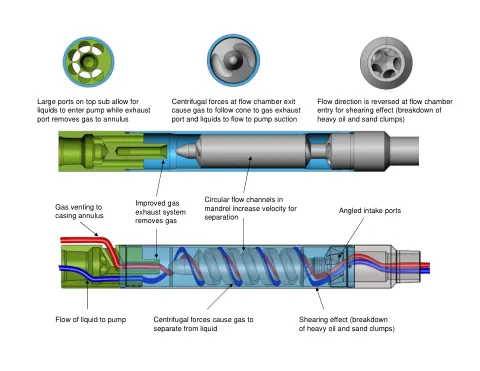 Large ports on top sub allow for
liquids to enter pump while exhaust
port removes gas to annulus
Centrifugal forces at flow chamber exit
cause gas to follow cone to gas exhaust
port and liquids to flow to pump suction
Flow direction is reversed at flow chamber
entry for shearing effect (breakdown of
heavy oil and sand clumps)
Gas venting to
casing annulus
Improved gas
exhaust system
removes gas
Circular flow channels in
mandrel increase velocity for
separation
Angled intake ports
Flow of liquid to pump
Centrifugal forces cause gas to
separate from liquid
Shearing effect (breakdown
of heavy oil and sand clumps)